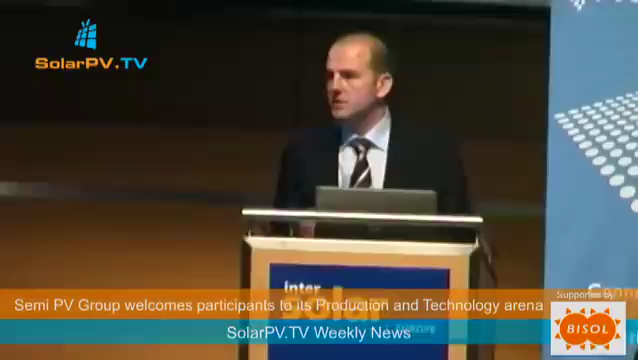 SolarPV.TV
Inter
Solar
Semi PV Group welcomes participants to its Production and Technology arena
Supported by
BISOL
SolarPV.TV Weekly News